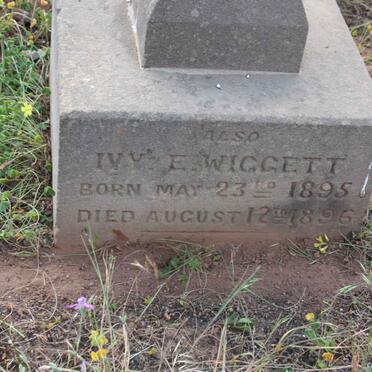 ALSO
IVY. E. WIGGETT
BORN MAY 23RD 1895
DIED AUGUST 12TH 1896